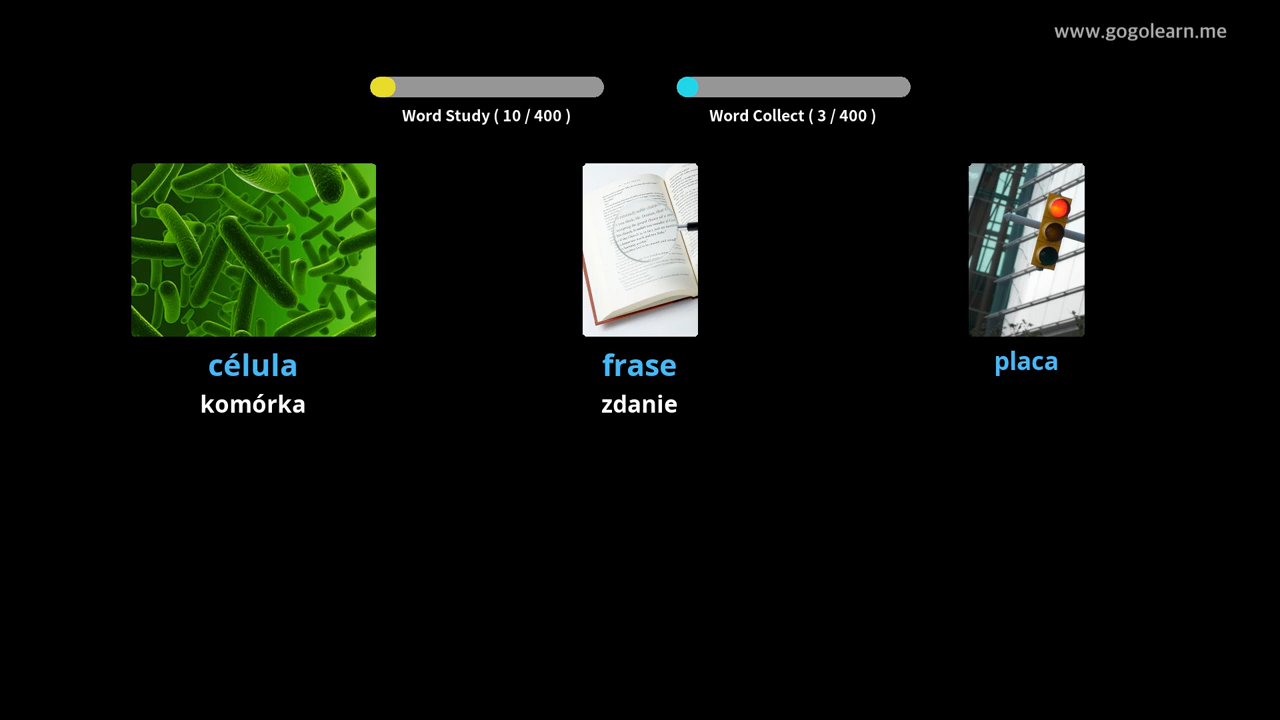 www.gogolearn.me
Word Study ( 10 / 400 )
Word Collect ( 3 / 400 )
célula
frase
placa
komórka
zdanie